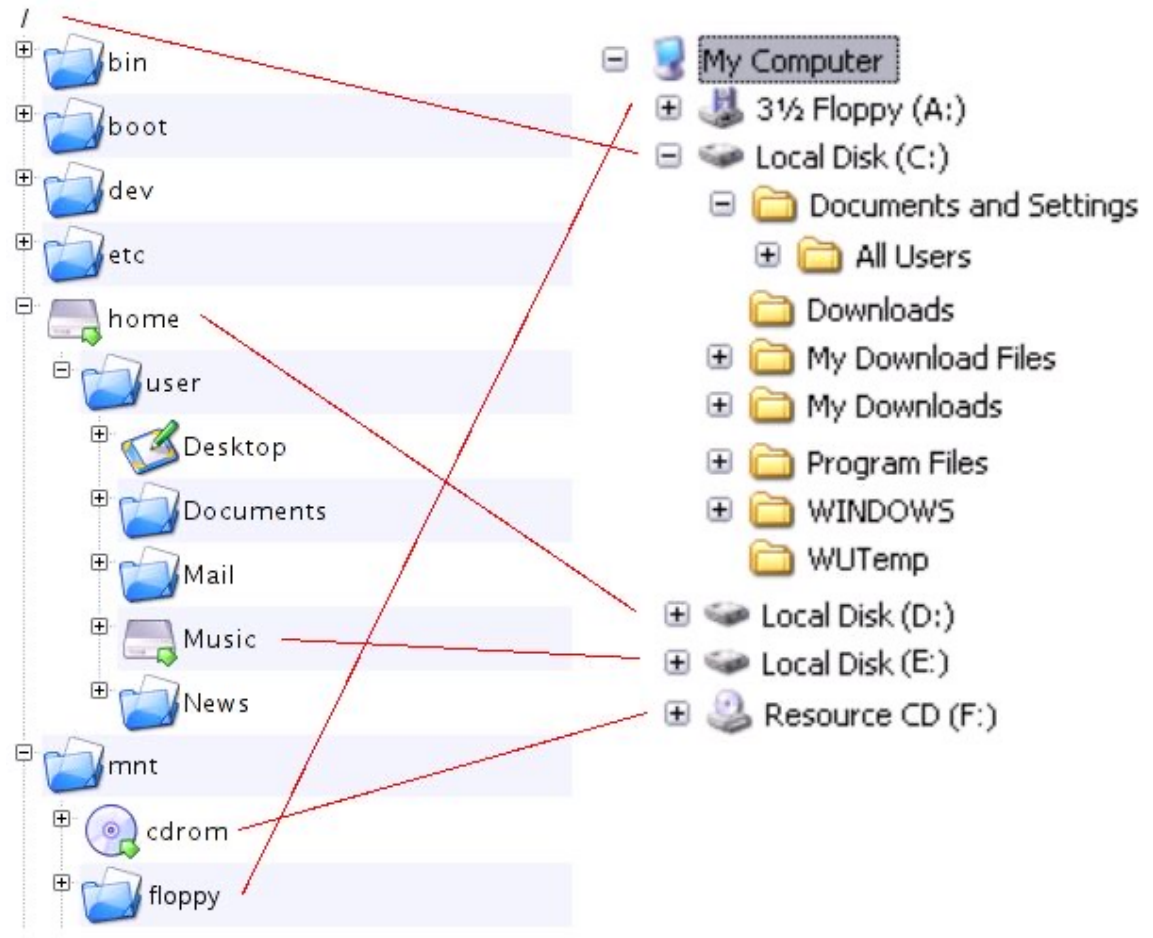 /
bin
boot
dev
etc
home
user
Desktop
Documents
Mail
Music
News
mnt
cdrom
floppy
My Computer
3½ Floppy (A:)
Local Disk (C:)
Documents and Settings
All Users
Downloads
My Download Files
My Downloads
Program Files
WINDOWS
WUTemp
Local Disk (D:)
Local Disk (E:)
Resource CD (F:)